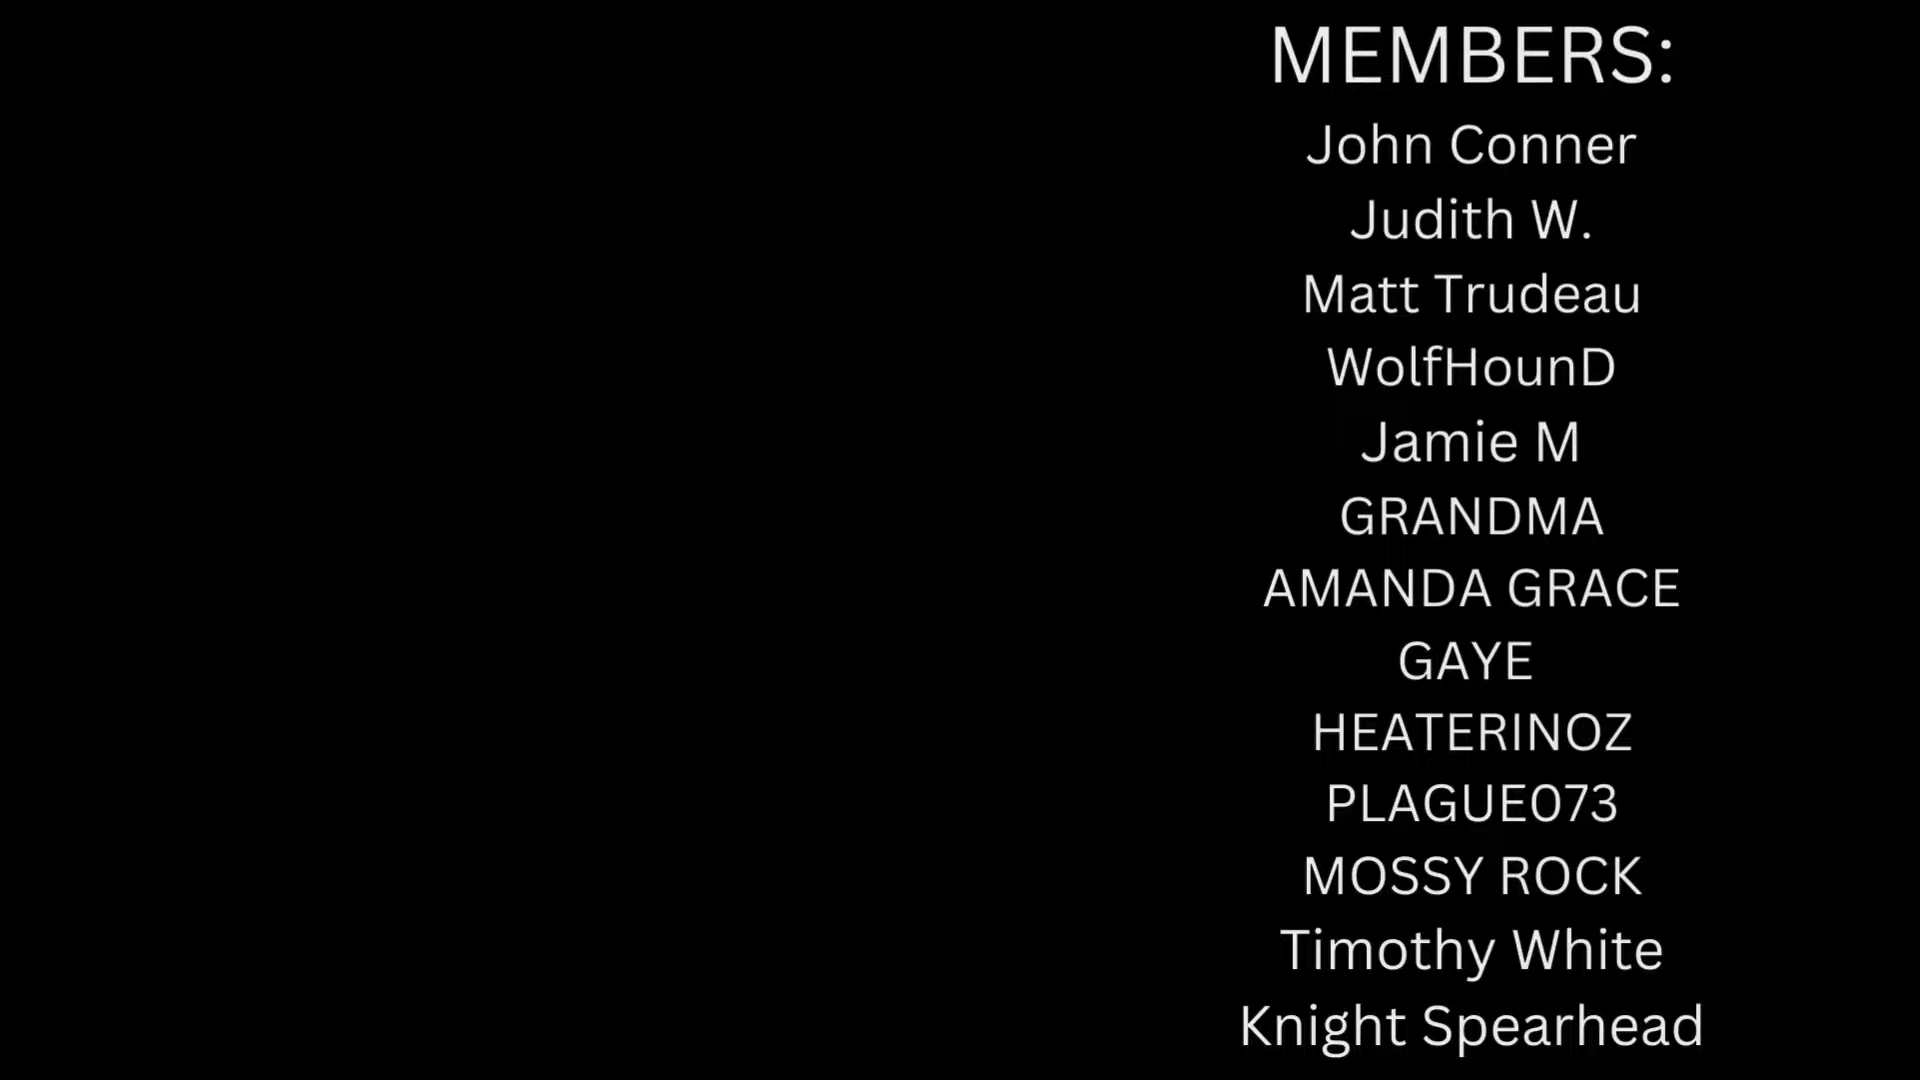 MEMBERS:
John Conner
Judith W.
Matt Trudeau
WolfHounD
Jamie M
GRANDMA
AMANDA GRACE
GAYE
HEATERINOZ
PLAGUE073
MOSSY ROCK
Timothy White
Knight Spearhead